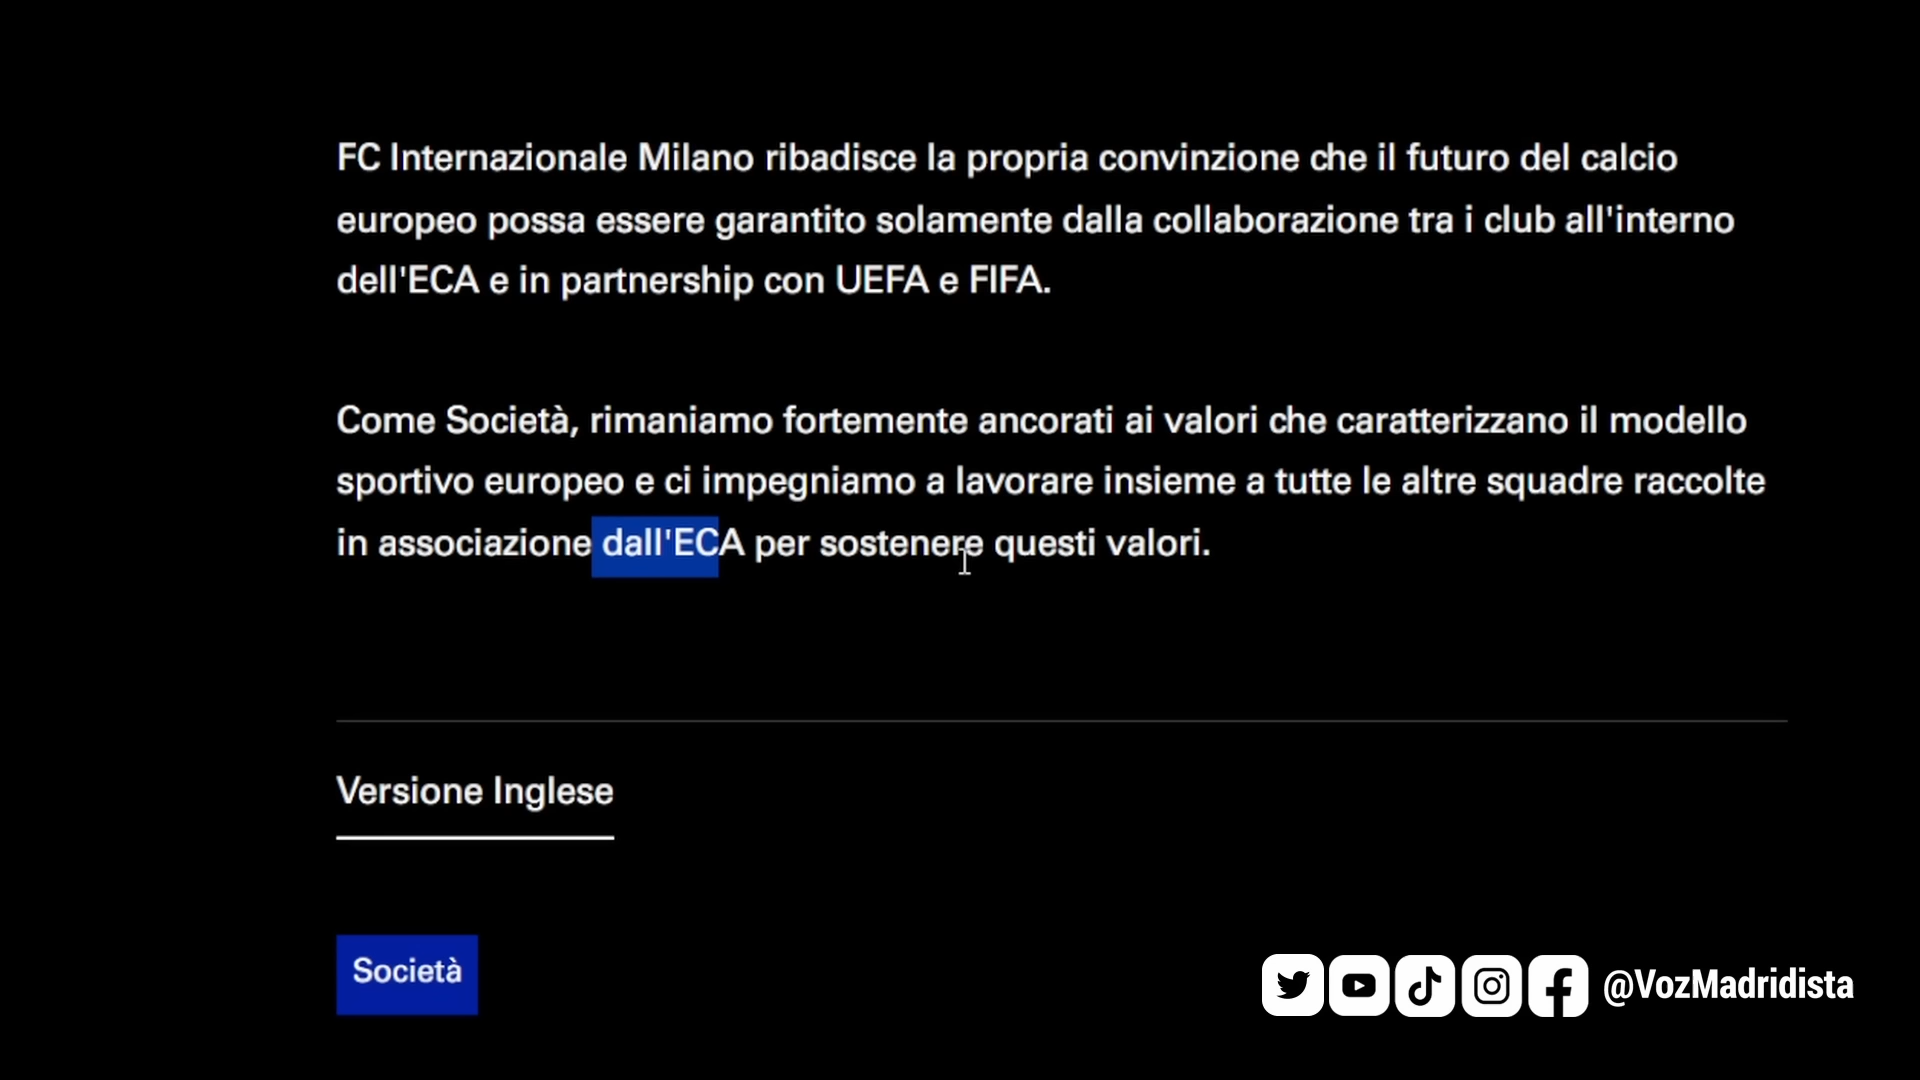 FC Internazionale Milano ribadisce la propria convinzione che il futuro del calcio
europeo possa essere garantito solamente dalla collaborazione tra i club all'interno
dell'ECA e in partnership con UEFA e FIFA.
Come Società, rimaniamo fortemente ancorati ai valori che caratterizzano il modello
sportivo europeo e ci impegniamo a lavorare insieme a tutte le altre squadre raccolte
in associazione dall'ECA per sostenere questi valori.
Versione Inglese
Società
@VozMadridista